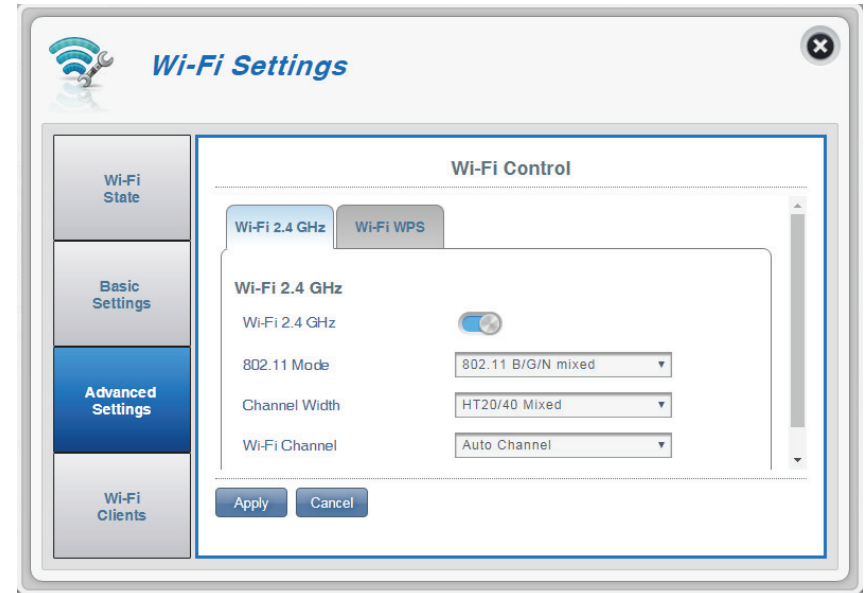 Wi-Fi Settings
Wi-Fi
State
Basic
Settings
Advanced
Settings
Wi-Fi
Clients
Wi-Fi Control
Wi-Fi 2.4 GHz
Wi-Fi WPS
Wi-Fi 2.4 GHz
Wi-Fi 2.4 GHz
802.11 Mode
802.11 B/G/N mixed
Channel Width
HT20/40 Mixed
Wi-Fi Channel
Auto Channel
Apply
Cancel